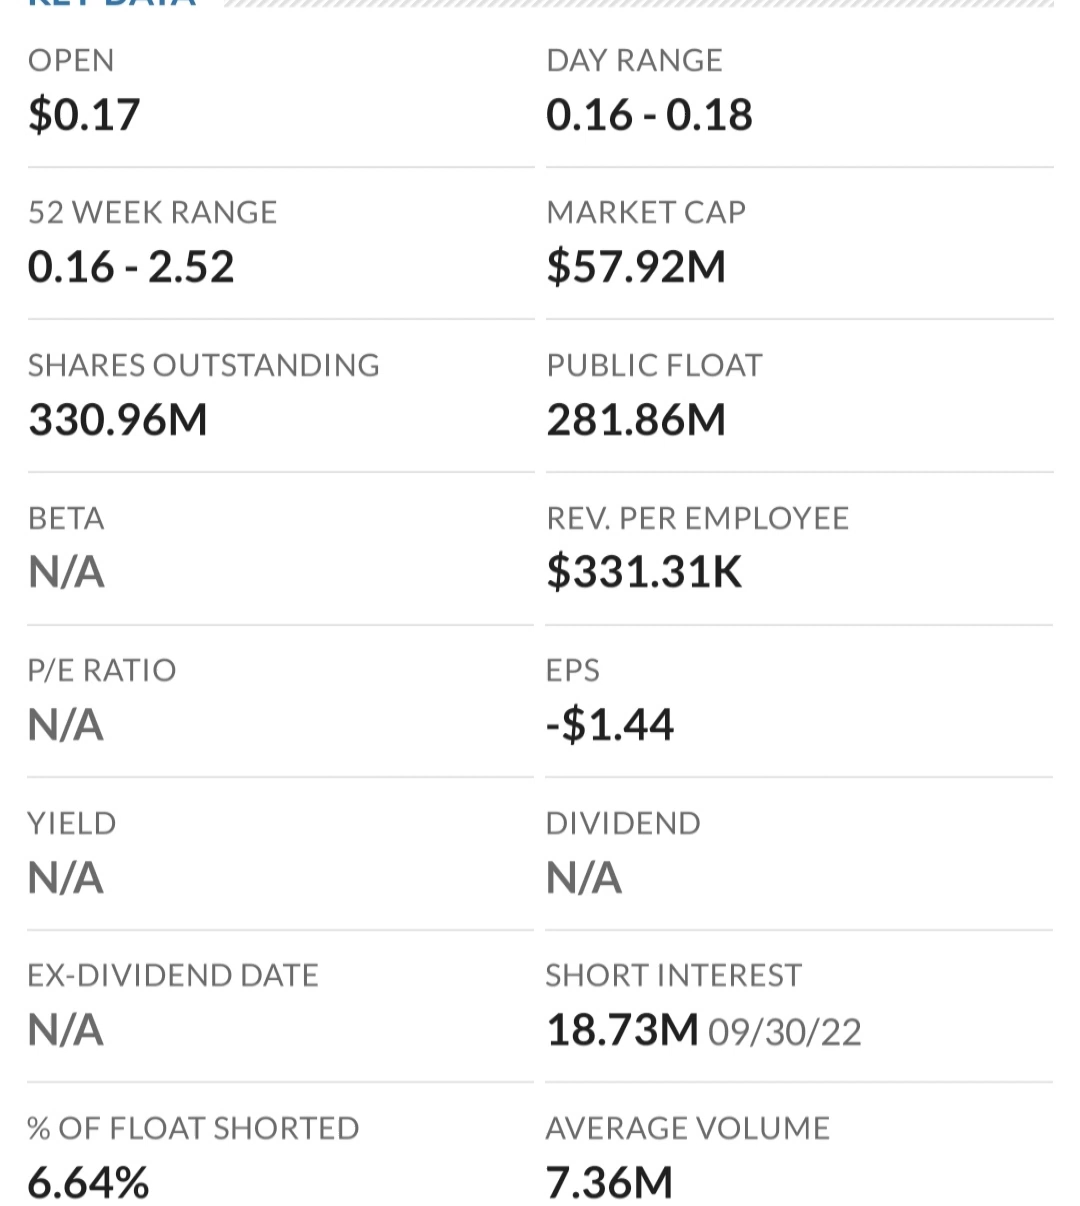 KEY DATA
OPEN
$0.17
DAY RANGE
0.16 - 0.18
52 WEEK RANGE
0.16 - 2.52
MARKET CAP
$57.92M
SHARES OUTSTANDING
330.96M
PUBLIC FLOAT
281.86M
BETA
N/A
REV. PER EMPLOYEE
$331.31K
P/E RATIO
N/A
EPS
-$1.44
YIELD
N/A
DIVIDEND
N/A
EX-DIVIDEND DATE
N/A
SHORT INTEREST
18.73M 09/30/22
% OF FLOAT SHORTED
6.64%
AVERAGE VOLUME
7.36M